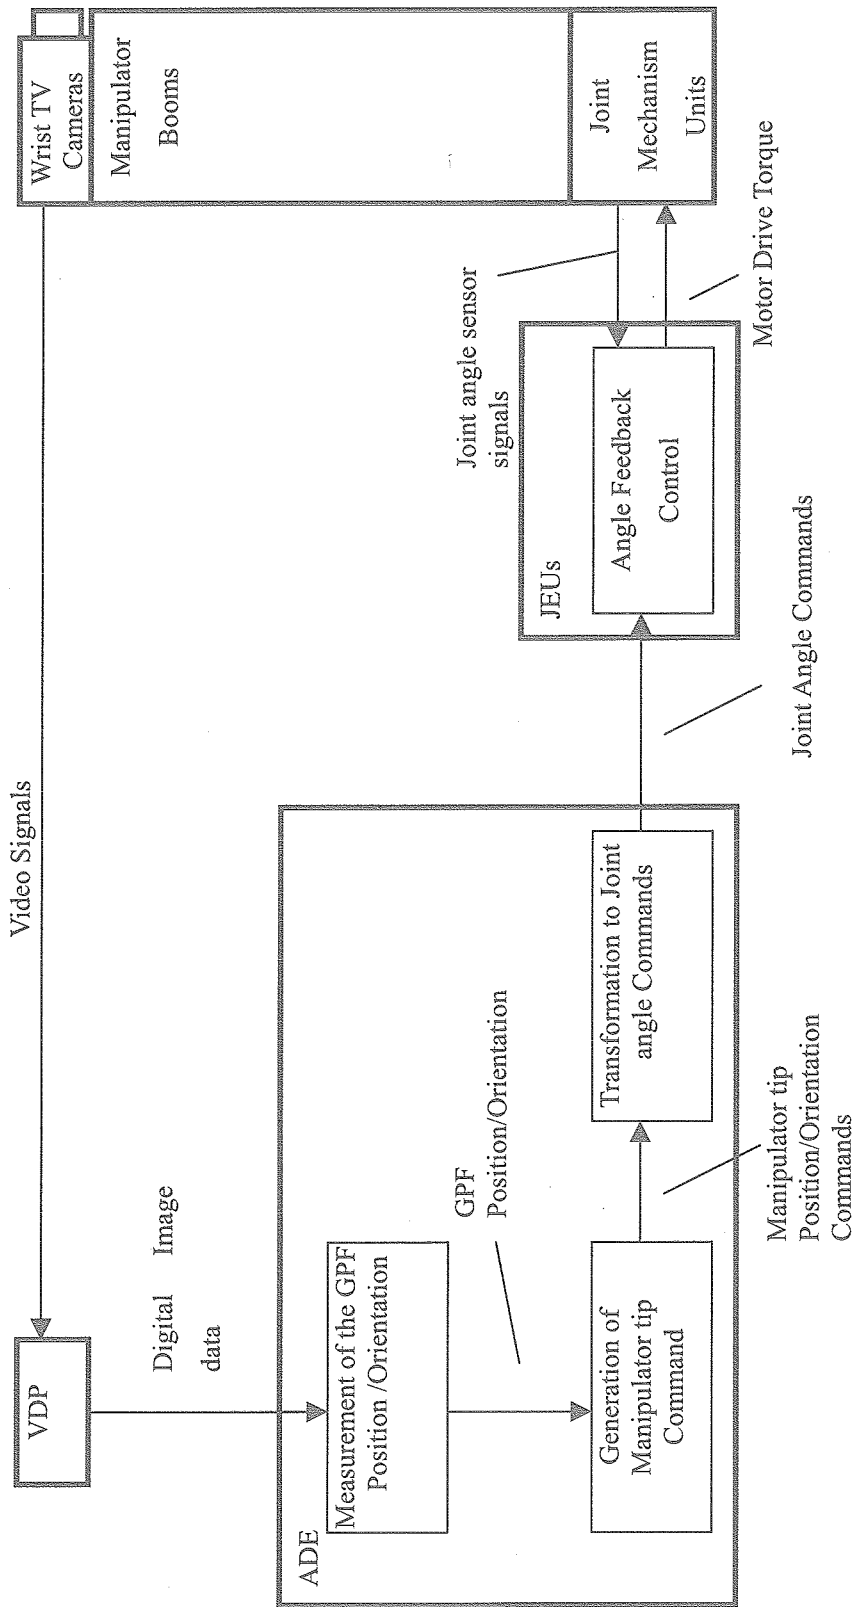 Video Signals
VDP
Wrist TV
Cameras
Digital Image
data
Manipulator
Booms
ADE
Measurement of the GPF
Position /Orientation
GPF
Position/Orientation
Joint angle sensor
signals
JEUs
Generation of
Manipulator tip
Command
Transformation to Joint
angle Commands
Angle Feedback
Control
Joint
Mechanism
Units
Manipulator tip
Position/Orientation
Commands
Joint Angle Commands
Motor Drive Torque